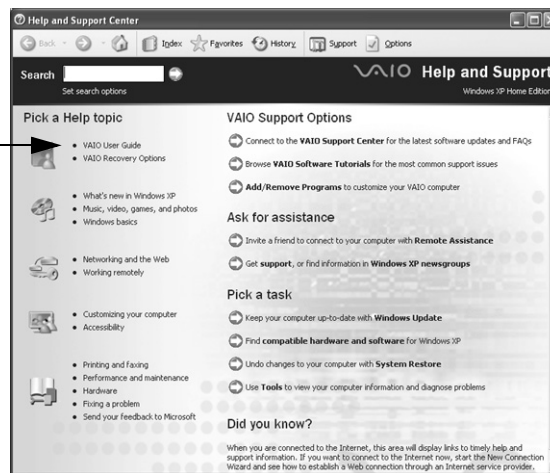 Help and Support Center
Back
Index
Favorites
History
Support
Options
Search
Set search options
VAIO Help and Support
Windows XP Home Edition
Pick a Help topic
VAIO User Guide
VAIO Recovery Options
What's new in Windows XP
Music, video, games, and photos
Windows basics
Networking and the Web
Working remotely
Customizing your computer
Accessibility
Printing and faxing
Performance and maintenance
Hardware
Fixing a problem
Send your feedback to Microsoft
VAIO Support Options
Connect to the VAIO Support Center for the latest software updates and FAQs
Browse VAIO Software Tutorials for the most common support issues
Add/Remove Programs to customize your VAIO computer
Ask for assistance
Invite a friend to connect to your computer with Remote Assistance
Get support, or find information in Windows XP newsgroups
Pick a task
Keep your computer up-to-date with Windows Update
Find compatible hardware and software for Windows XP
Undo changes to your computer with System Restore
Use Tools to view your computer information and diagnose problems
Did you know?
When you are connected to the Internet, this area will display links to timely help and
support information. If you want to connect to the Internet now, start the New Connection
Wizard and see how to establish a Web connection through an Internet service provider.